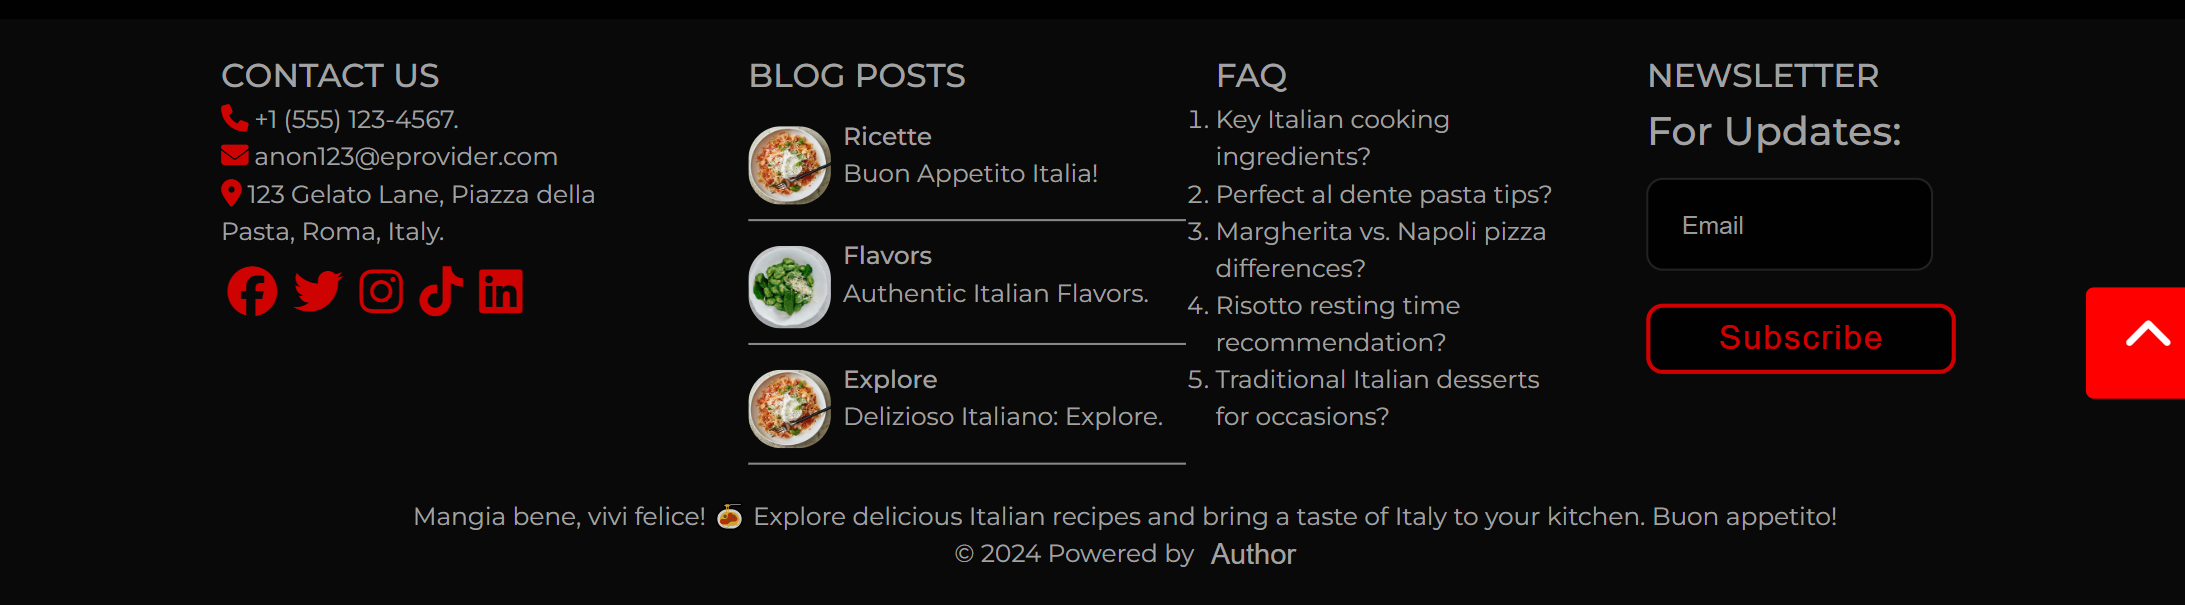 CONTACT US
+1 (555) 123-4567.
anon123@eprovider.com
123 Gelato Lane, Piazza della
Pasta, Roma, Italy.
BLOG POSTS
Ricette
Buon Appetito Italia!
Flavors
Authentic Italian Flavors.
Explore
Delizioso Italiano: Explore.
FAQ
1. Key Italian cooking
ingredients?
2. Perfect al dente pasta tips?
3. Margherita vs. Napoli pizza
differences?
4. Risotto resting time
recommendation?
5. Traditional Italian desserts
for occasions?
NEWSLETTER
For Updates:
Email
Subscribe
Mangia bene, vivi felice! 🍝 Explore delicious Italian recipes and bring a taste of Italy to your kitchen. Buon appetito!
© 2024 Powered by Author